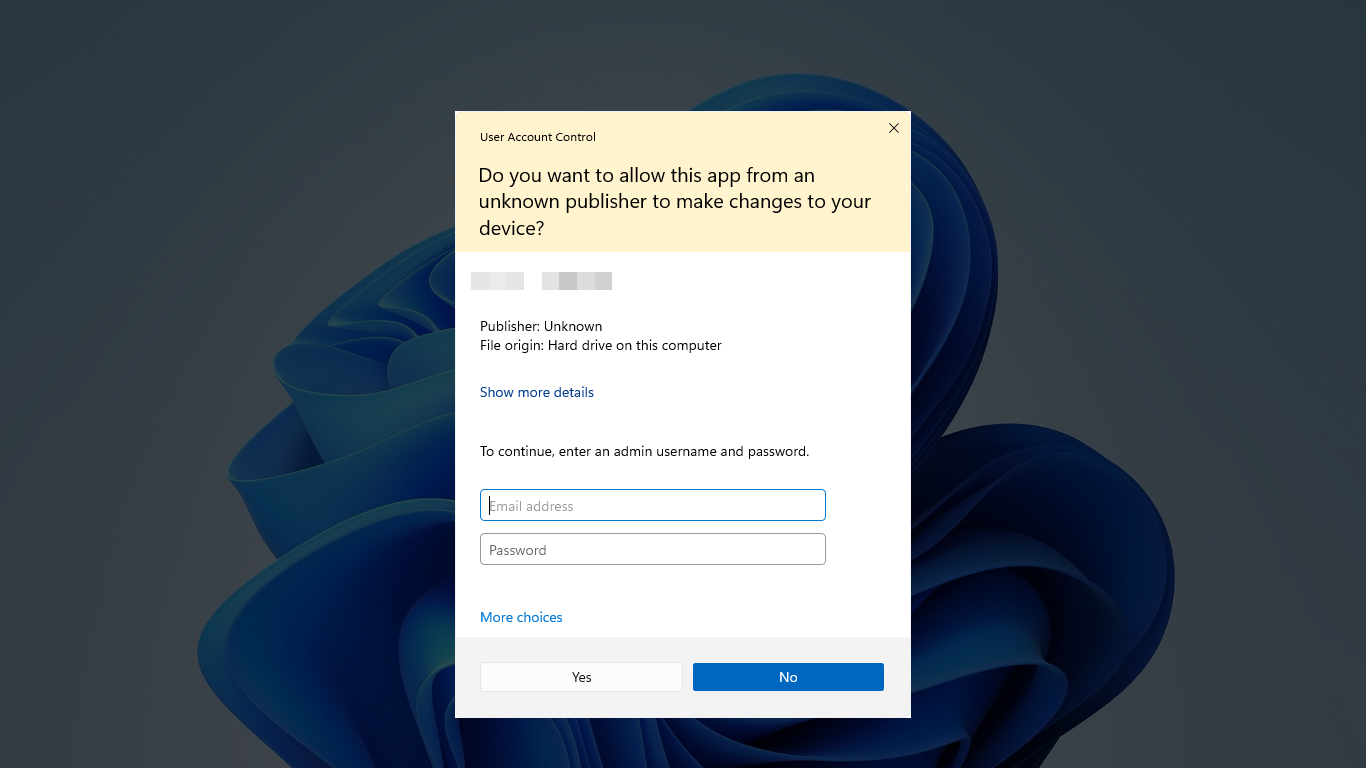 User Account Control
Do you want to allow this app from an
unknown publisher to make changes to your
device?
Publisher: Unknown
File origin: Hard drive on this computer
Show more details
To continue, enter an admin username and password.
Email address
Password
More choices
Yes
No